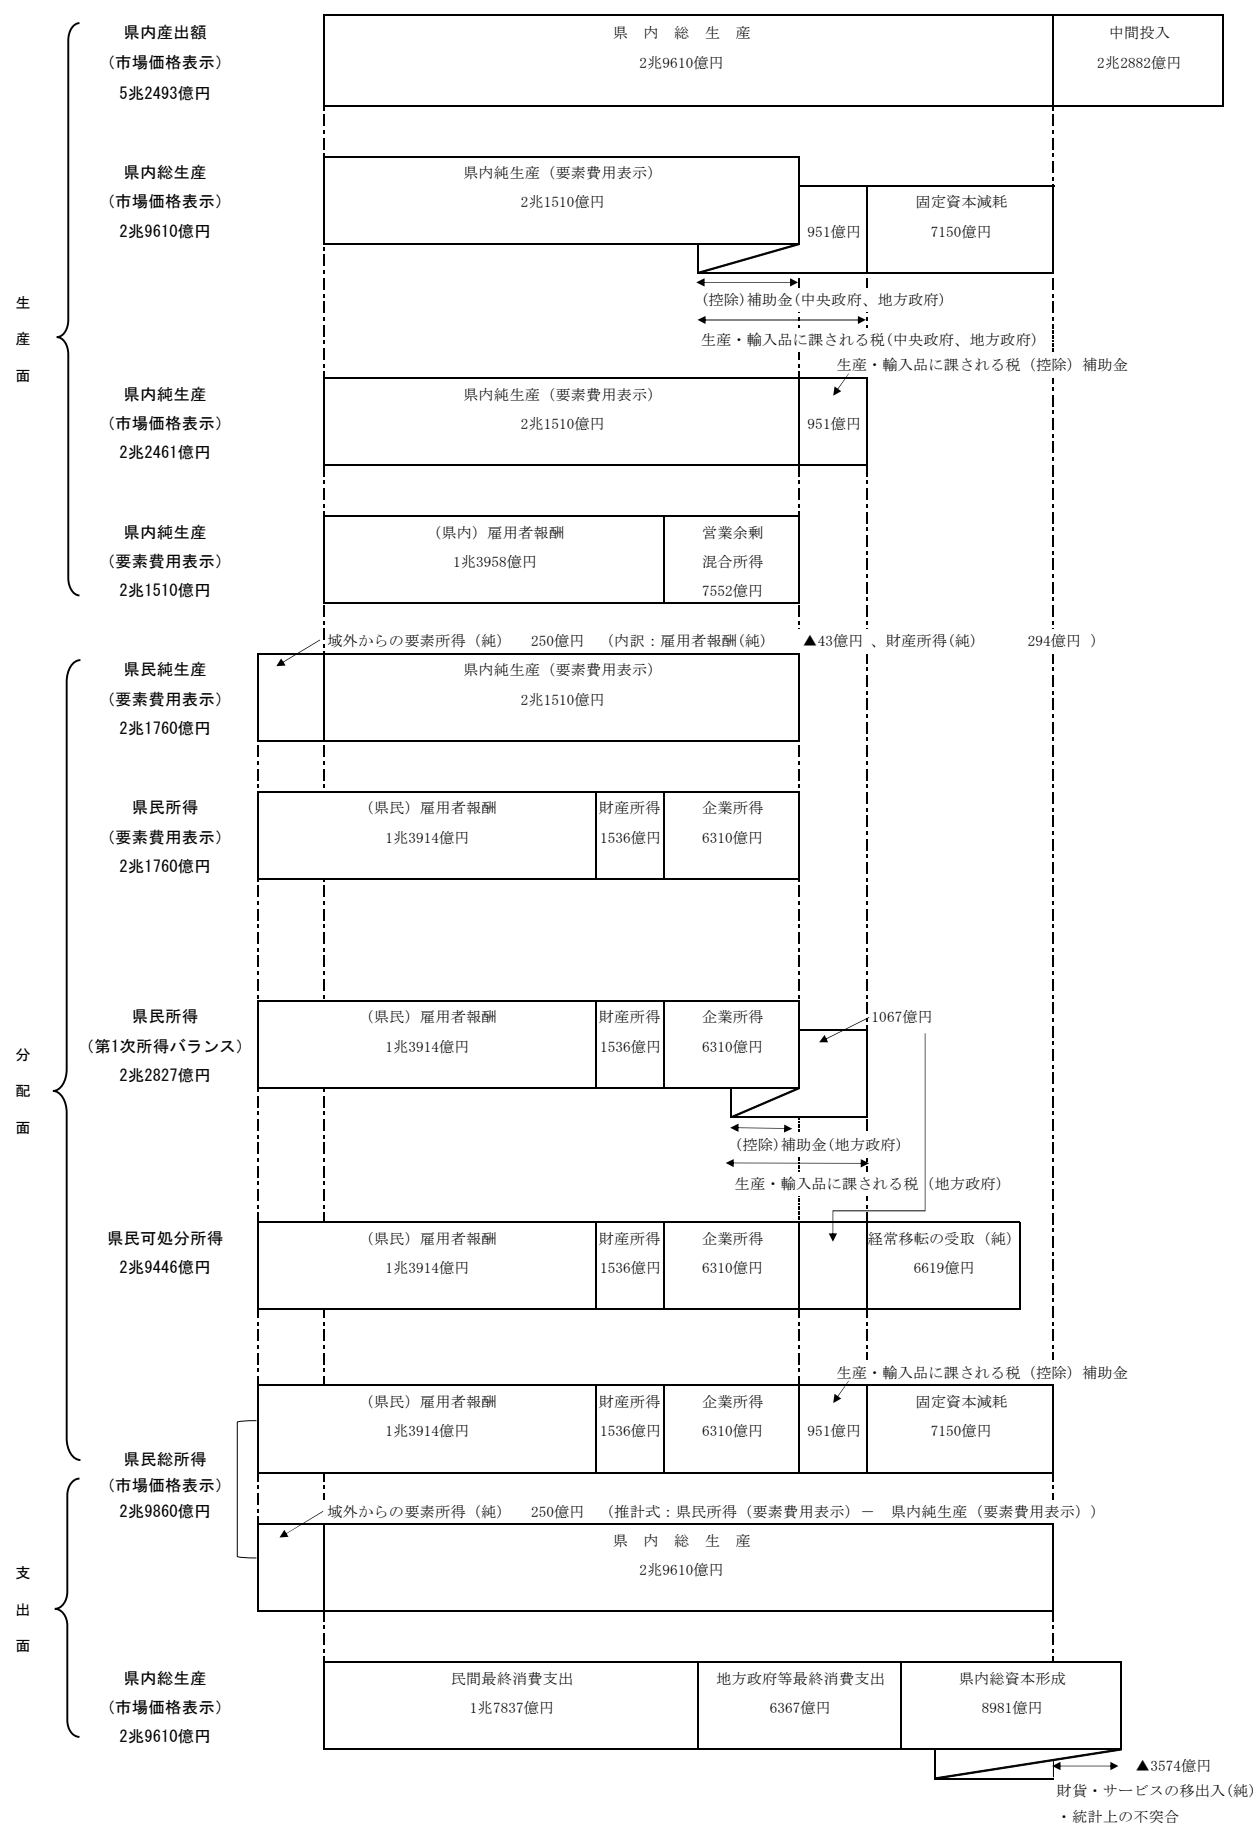 県内産出額
（市場価格表示）
5兆2493億円
県　内　総　生　産
2兆9610億円
中間投入
2兆2882億円
県内総生産
（市場価格表示）
2兆9610億円
県内純生産（要素費用表示）
2兆1510億円
951億円
固定資本減耗
7150億円
(控除)補助金(中央政府、地方政府)
生産・輸入品に課される税(中央政府、地方政府)
生産・輸入品に課される税（控除）補助金
生
産
面
県内純生産
（市場価格表示）
2兆2461億円
県内純生産（要素費用表示）
2兆1510億円
951億円
県内純生産
（要素費用表示）
2兆1510億円
（県内）雇用者報酬
1兆3958億円
営業余剰
混合所得
7552億円
域外からの要素所得（純）　250億円　（内訳：雇用者報酬(純)　　▲43億円 、財産所得(純)　　　294億円 ）
県民純生産
（要素費用表示）
2兆1760億円
県内純生産（要素費用表示）
2兆1510億円
県民所得
（要素費用表示）
2兆1760億円
（県民）雇用者報酬
1兆3914億円
財産所得
1536億円
企業所得
6310億円
県民所得
（第1次所得バランス）
2兆2827億円
（県民）雇用者報酬
1兆3914億円
財産所得
1536億円
企業所得
6310億円
1067億円
分
配
面
(控除)補助金(地方政府)
生産・輸入品に課される税（地方政府）
県民可処分所得
2兆9446億円
（県民）雇用者報酬
1兆3914億円
財産所得
1536億円
企業所得
6310億円
経常移転の受取（純）
6619億円
生産・輸入品に課される税（控除）補助金
（県民）雇用者報酬
1兆3914億円
財産所得
1536億円
企業所得
6310億円
951億円
固定資本減耗
7150億円
県民総所得
（市場価格表示）
2兆9860億円
域外からの要素所得（純）　250億円　（推計式：県民所得（要素費用表示）－　県内純生産（要素費用表示））
県　内　総　生　産
2兆9610億円
支
出
面
県内総生産
（市場価格表示）
2兆9610億円
民間最終消費支出
1兆7837億円
地方政府等最終消費支出
6367億円
県内総資本形成
8981億円
▲3574億円
財貨・サービスの移出入(純)
・統計上の不突合